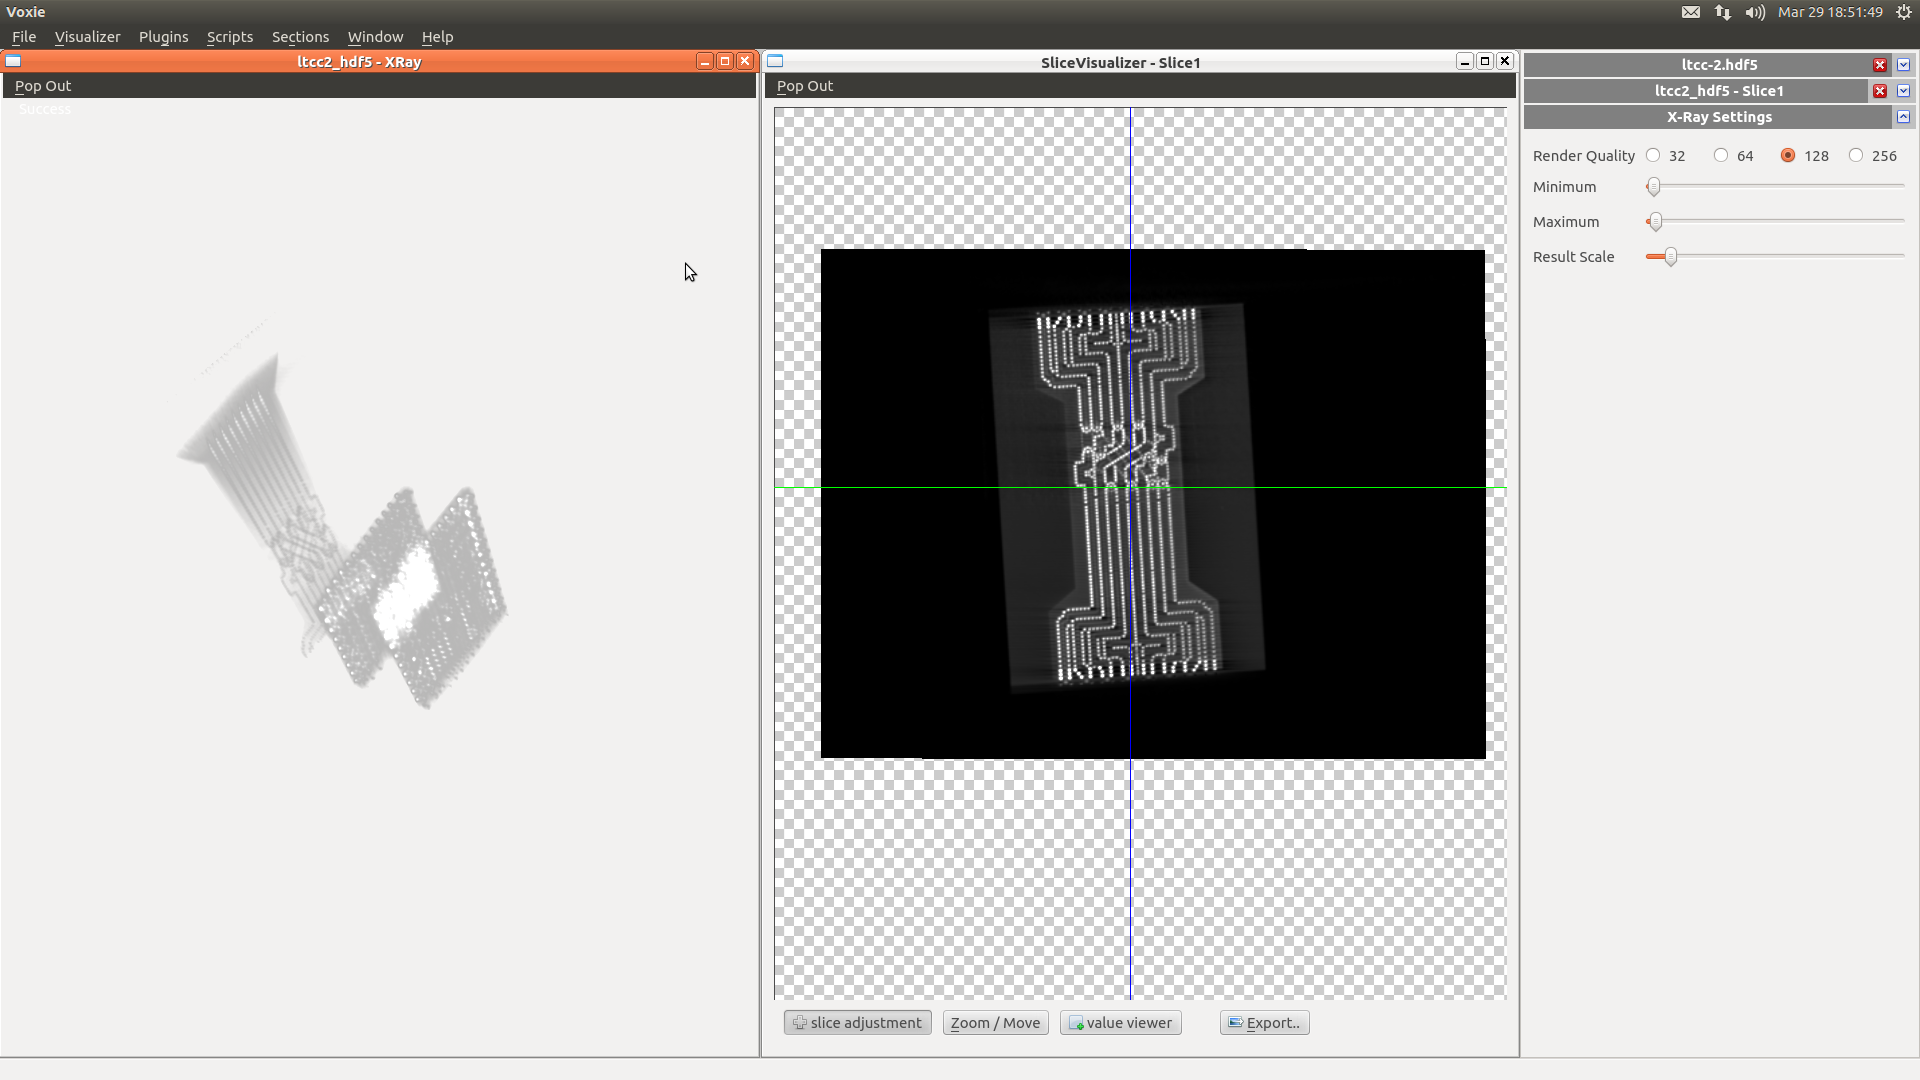 Voxie
Mar 29 18:51:49
File Visualizer Plugins Scripts Sections Window Help
ltcc2_hdf5 - XRay
Pop Out
Success
SliceVisualizer - Slice1
Pop Out
slice adjustment Zoom / Move value viewer Export..
ltcc-2.hdf5
ltcc2_hdf5 - Slice1
X-Ray Settings
Render Quality 32 64 128 256
Minimum
Maximum
Result Scale